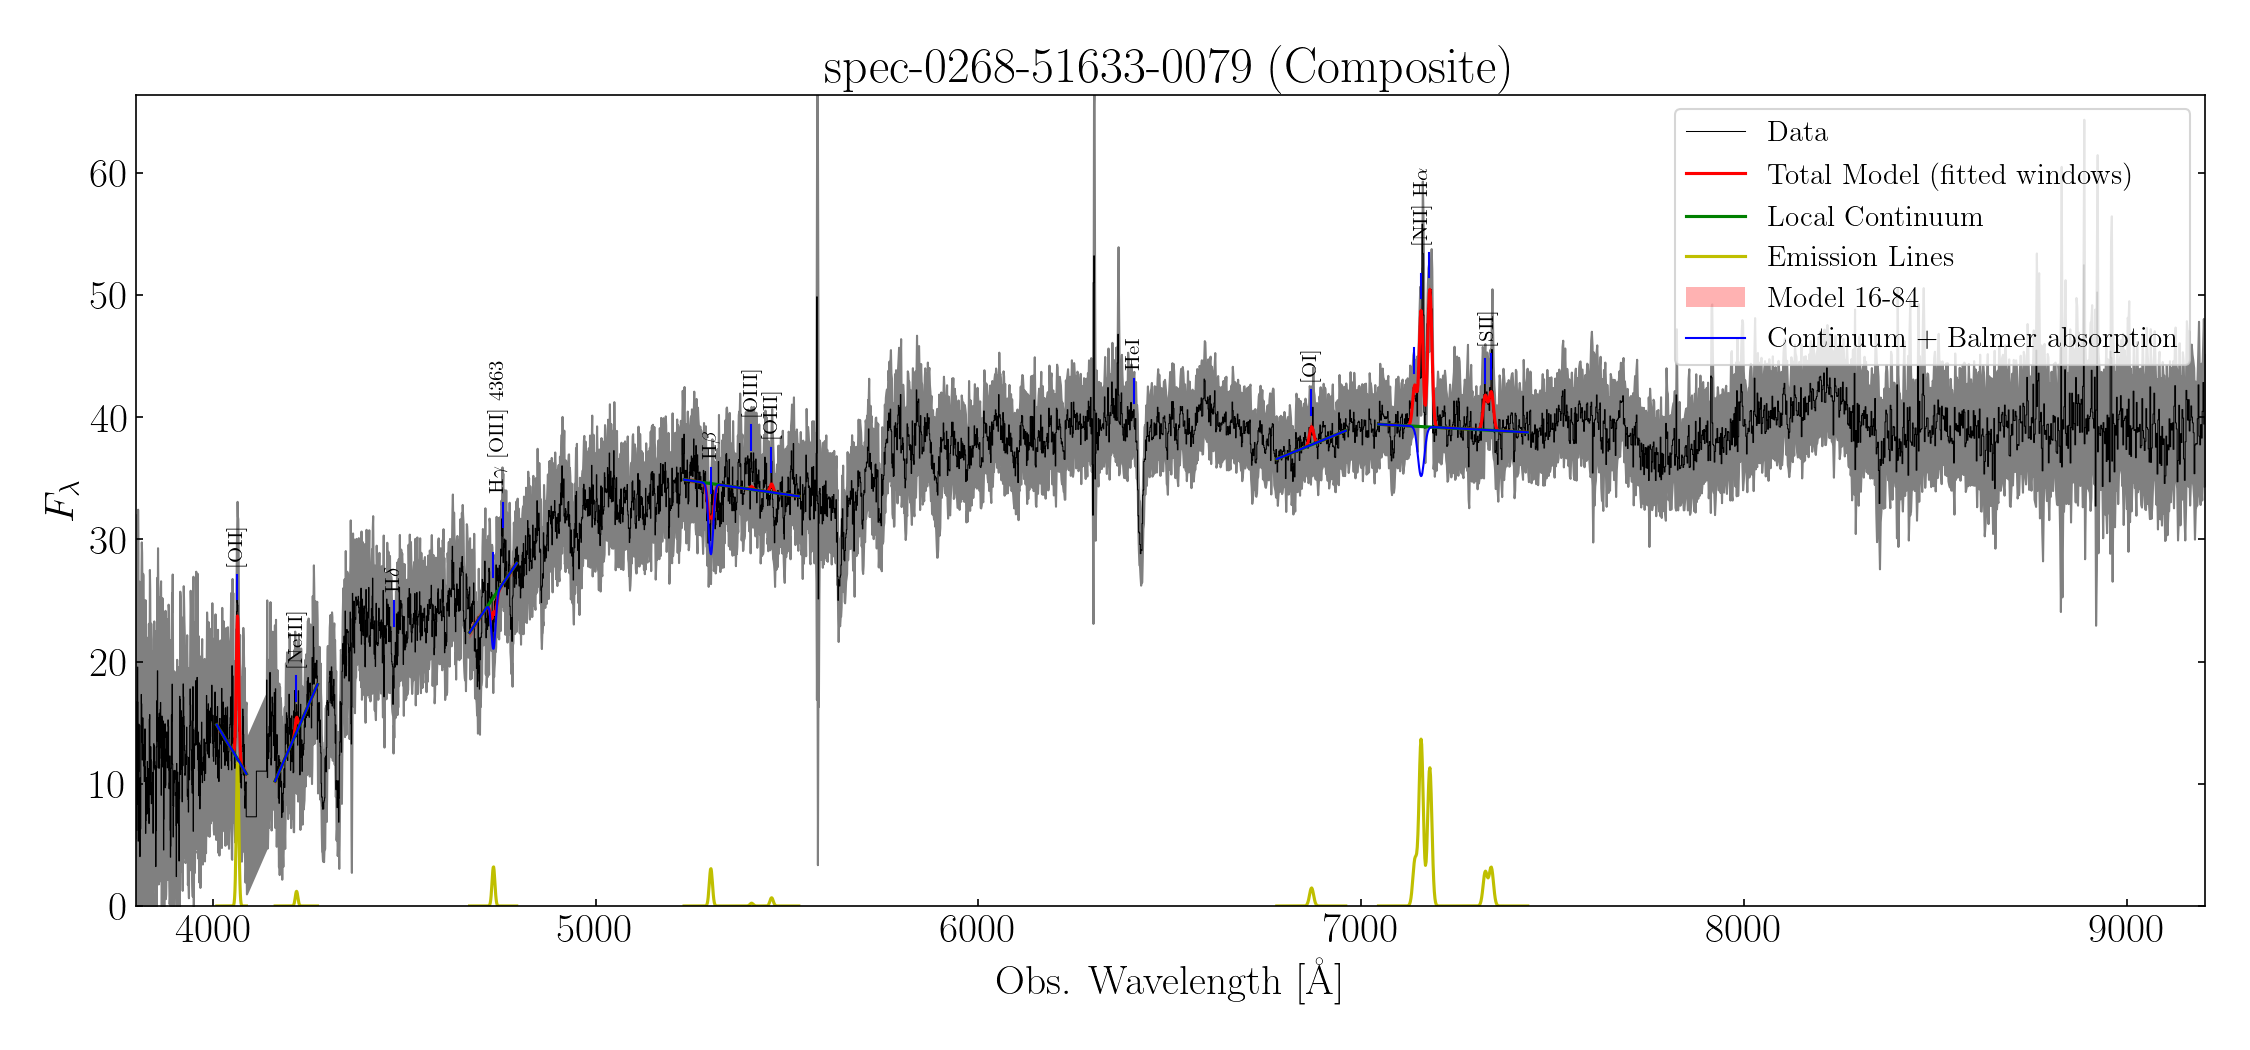 spec-0268-51633-0079 (Composite)
Data
Total Model (fitted windows)
Local Continuum
Emission Lines
Model 16-84
Continuum + Balmer absorption
[OII]
[NeIII]
Hδ
Hγ [OIII] 4363
Hβ
[OIII]
[OIII]
HeI
[OI]
[NII] Hα
[SII]
Fλ
60
50
40
30
20
10
0
4000 5000 6000 7000 8000 9000
Obs. Wavelength [Å]